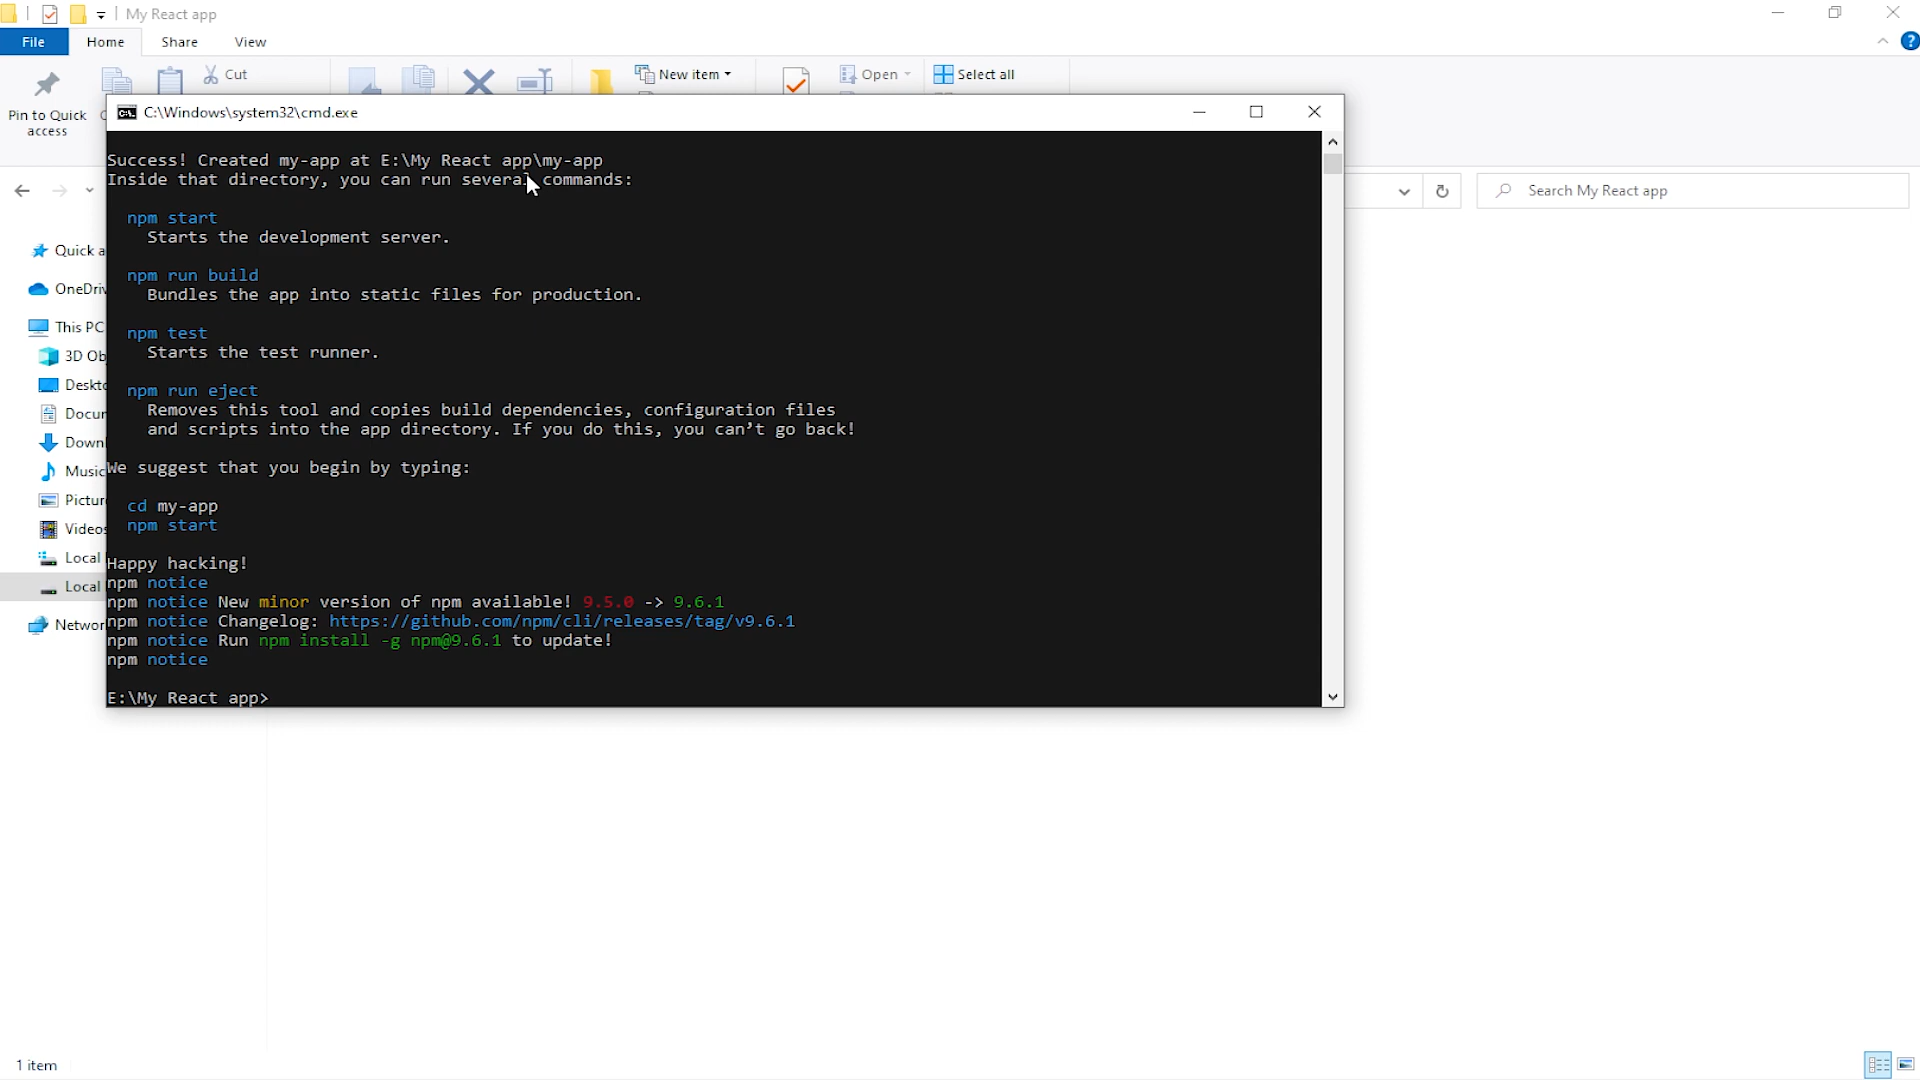 My React app
File
Home
Share
View
Cut
New item
Open
Select all
Pin to Quick
access
C:\Windows\system32\cmd.exe
Success! Created my-app at E:\My React app\my-app
Inside that directory, you can run several commands:
npm start
Starts the development server.
npm run build
Bundles the app into static files for production.
npm test
Starts the test runner.
npm run eject
Removes this tool and copies build dependencies, configuration files
and scripts into the app directory. If you do this, you can't go back!
We suggest that you begin by typing:
cd my-app
npm start
Happy hacking!
npm notice
npm notice New minor version of npm available! 9.5.0 -> 9.6.1
npm notice Changelog: https://github.com/npm/cli/releases/tag/v9.6.1
npm notice Run npm install -g npm@9.6.1 to update!
npm notice
E:\My React app>
Search My React app
Quick a
OneDriv
This PC
3D Ob
Deskto
Docum
Downl
Music
Pictur
Videos
Local
Local
Networ
1 item